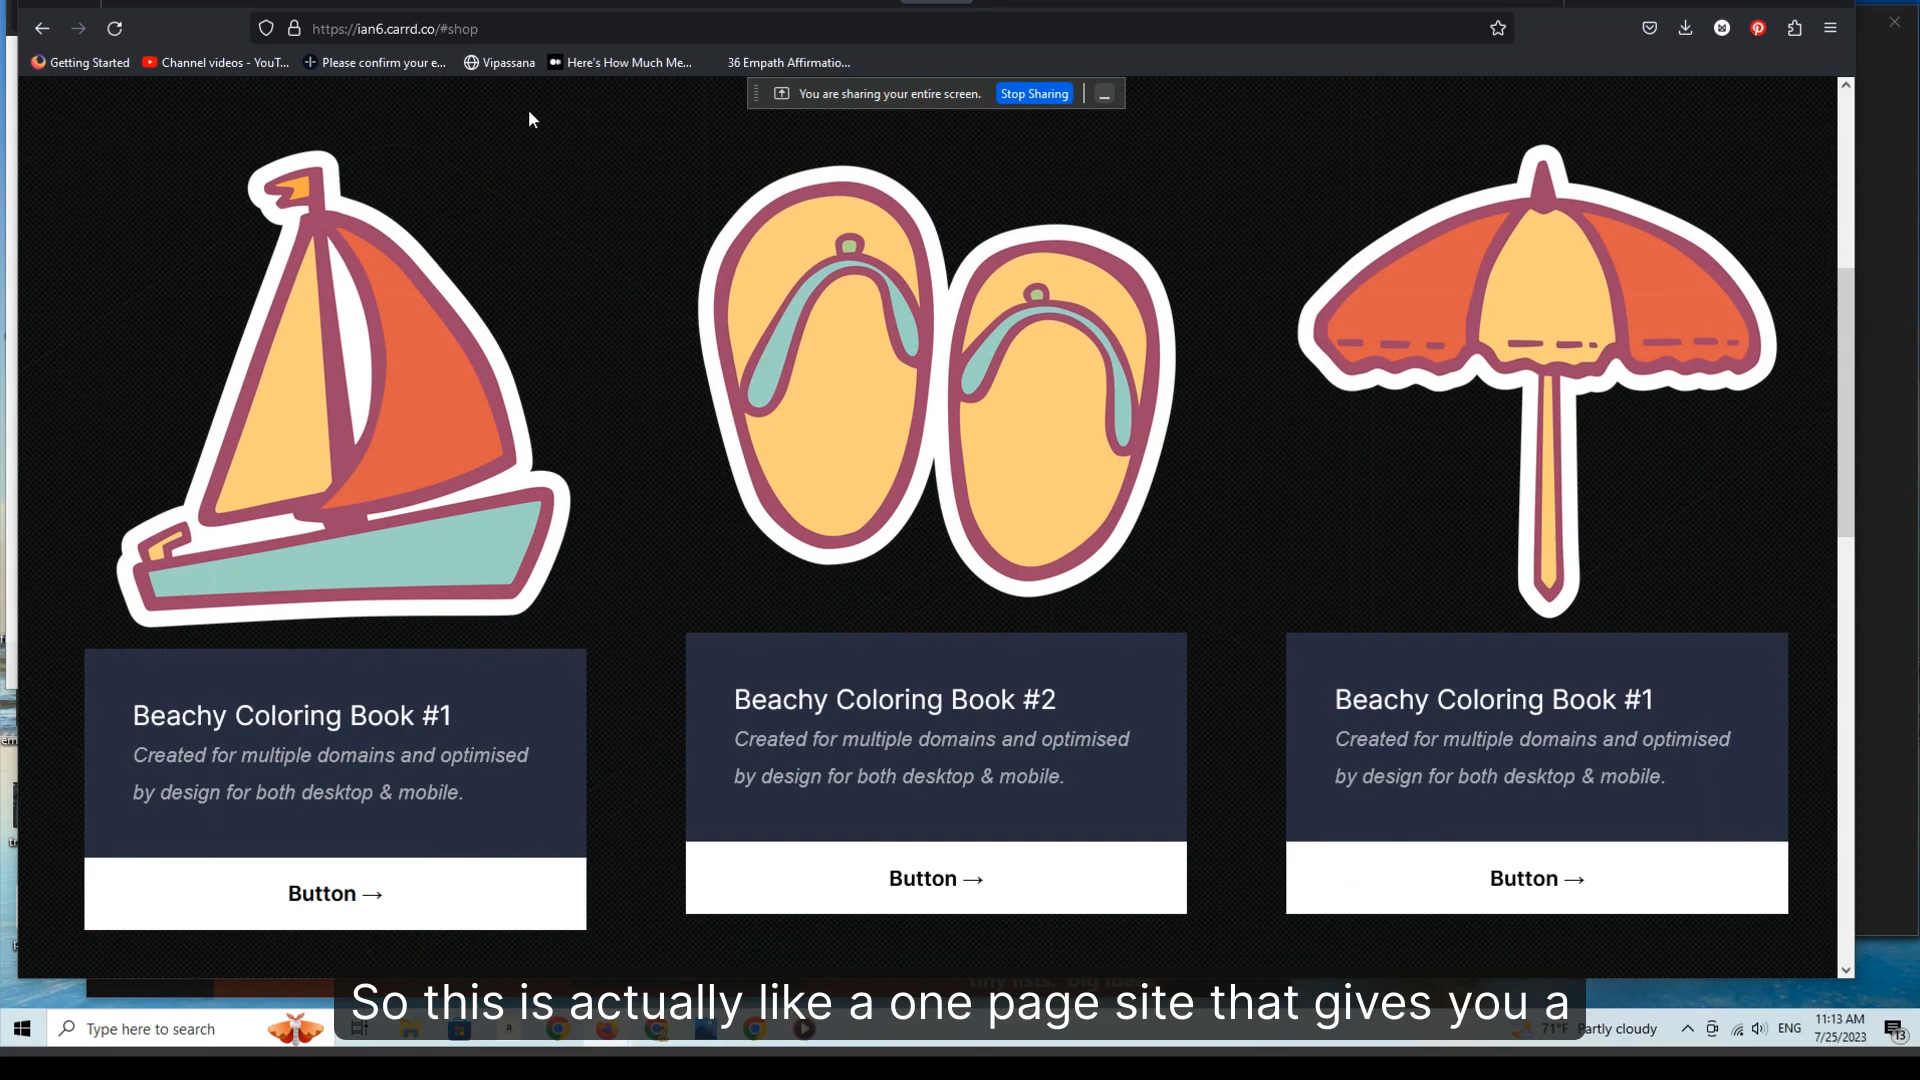 https://ian6.carrd.co/#shop
Getting Started
Channel videos - YouT...
Please confirm your e...
Vipassana
Here's How Much Me...
36 Empath Affirmatio...
You are sharing your entire screen.
Stop Sharing
Beachy Coloring Book #1
Created for multiple domains and optimised
by design for both desktop & mobile.
Button →
Beachy Coloring Book #2
Created for multiple domains and optimised
by design for both desktop & mobile.
Button →
Beachy Coloring Book #1
Created for multiple domains and optimised
by design for both desktop & mobile.
Button →
So this is actually like a one page site that gives you a
Type here to search
71°F Partly cloudy
ENG
11:13 AM
7/25/2023
13